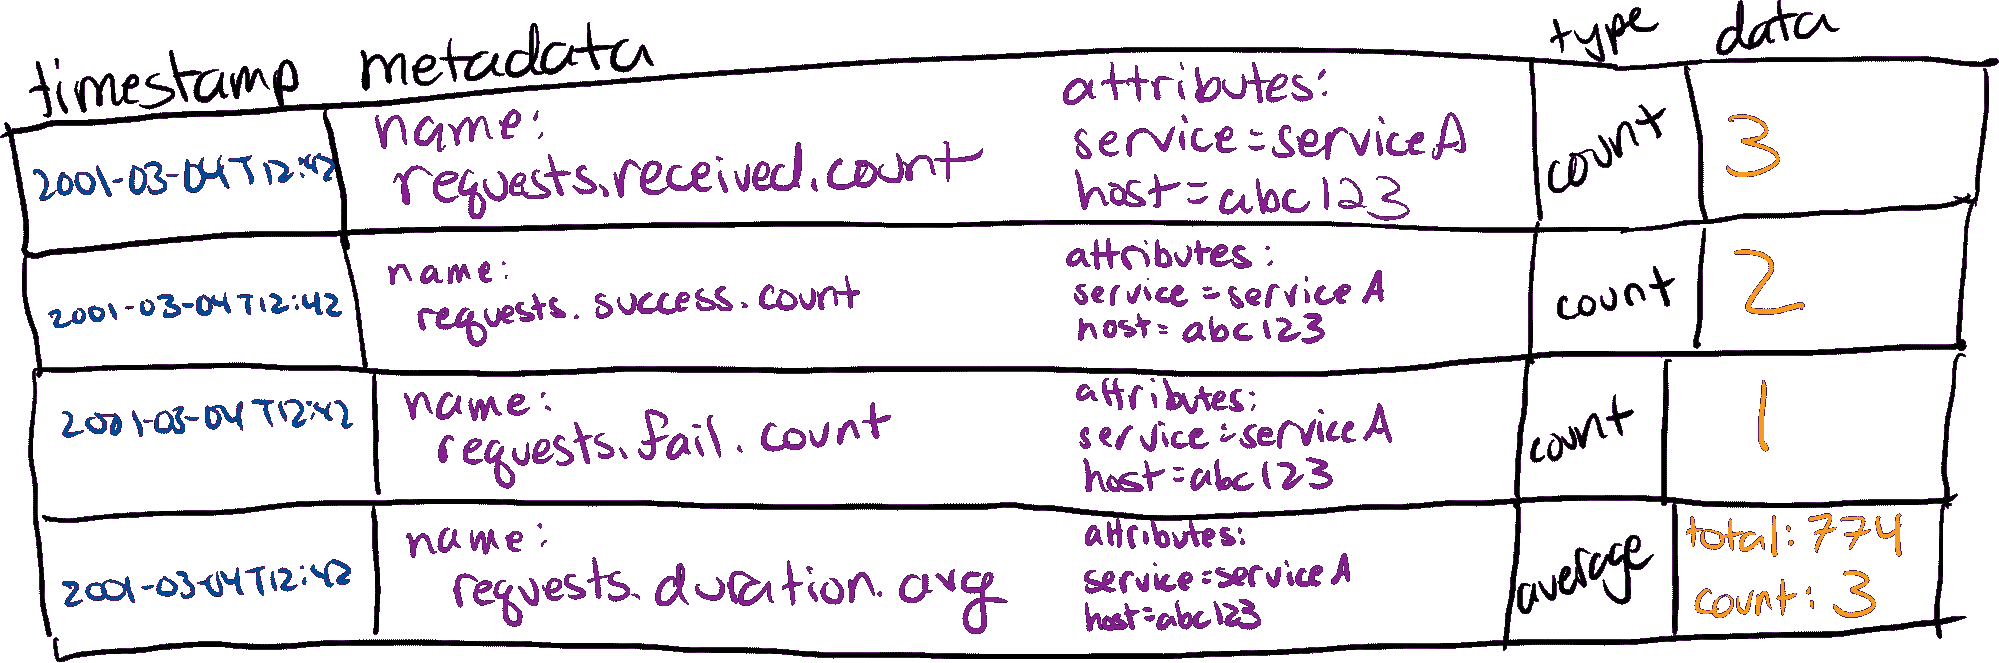 timestamp metadata type data
2001-03-04T12:42
name:
requests.received.count
attributes:
service=serviceA
host=abc123
count
3
2001-03-04T12:42
name:
requests.success.count
attributes:
service=serviceA
host=abc123
count
2
2001-03-04T12:42
name:
requests.fail.count
attributes:
service=serviceA
host=abc123
count
1
2001-03-04T12:42
name:
requests.duration.avg
attributes:
service=serviceA
host=abc123
average
total:774
count:3